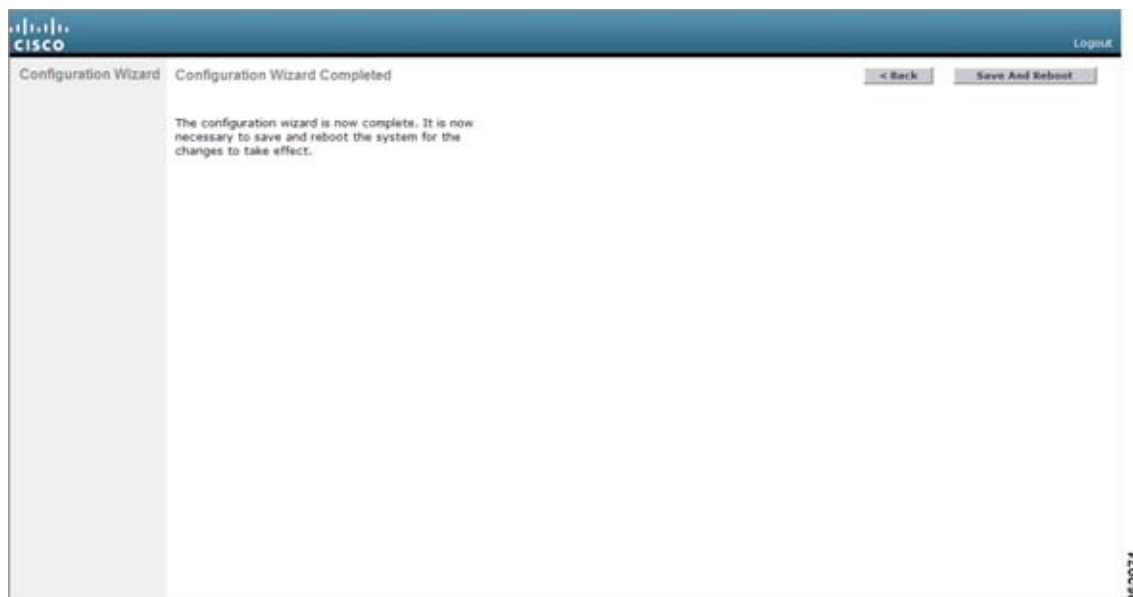 CISCO
Logout
Configuration Wizard
Configuration Wizard Completed
< Back
Save And Reboot
The configuration wizard is now complete. It is now
necessary to save and reboot the system for the
changes to take effect.